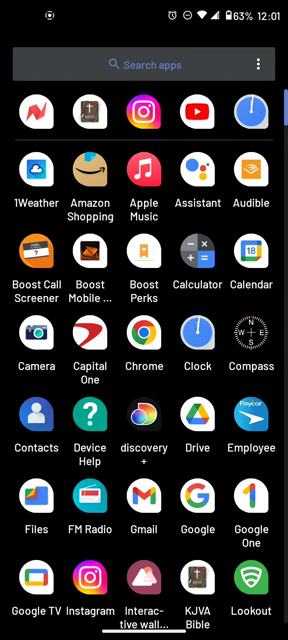 63% 12:01
Search apps
1Weather
Amazon Shopping
Apple Music
Assistant
Audible
Boost Call Screener
Boost Mobile ...
Boost Perks
Calculator
18
Calendar
Camera
Capital One
Chrome
Clock
N
W E
S
Compass
Contacts
Device Help
discovery +
Drive
Paycor
Employee
Files
FM Radio
Gmail
Google
Google One
Google TV
Instagram
Interac-
tive wall...
KJVA Bible
Lookout